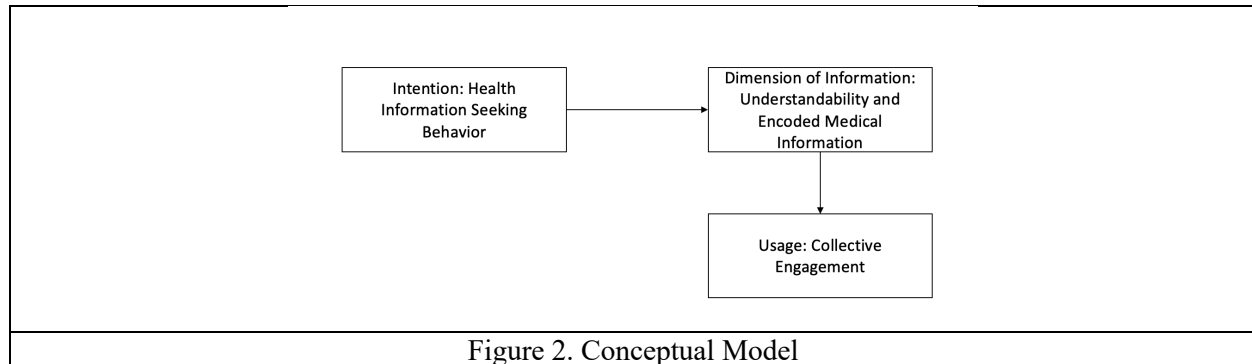 Intention: Health
Information Seeking
Behavior
Dimension of Information:
Understandability and
Encoded Medical
Information
Usage: Collective
Engagement
Figure 2. Conceptual Model